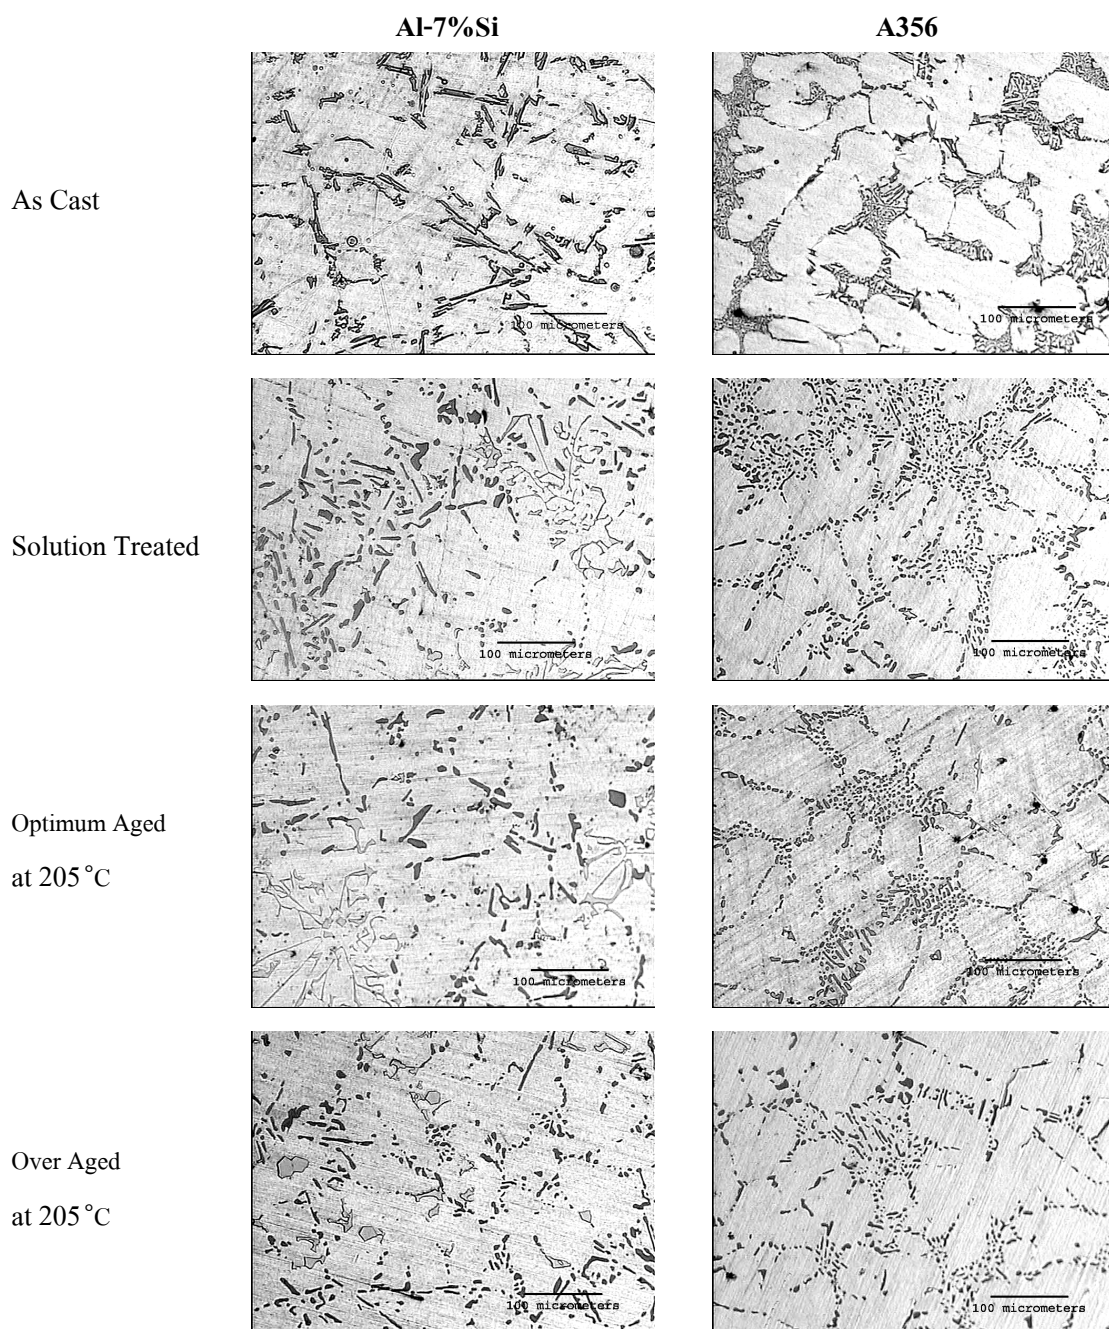 Al-7%Si
A356
As Cast
100 micrometers
100 micrometers
Solution Treated
100 micrometers
100 micrometers
Optimum Aged
at 205°C
100 micrometers
100 Micrometers
Over Aged
at 205°C
100 micrometers
100 micrometers